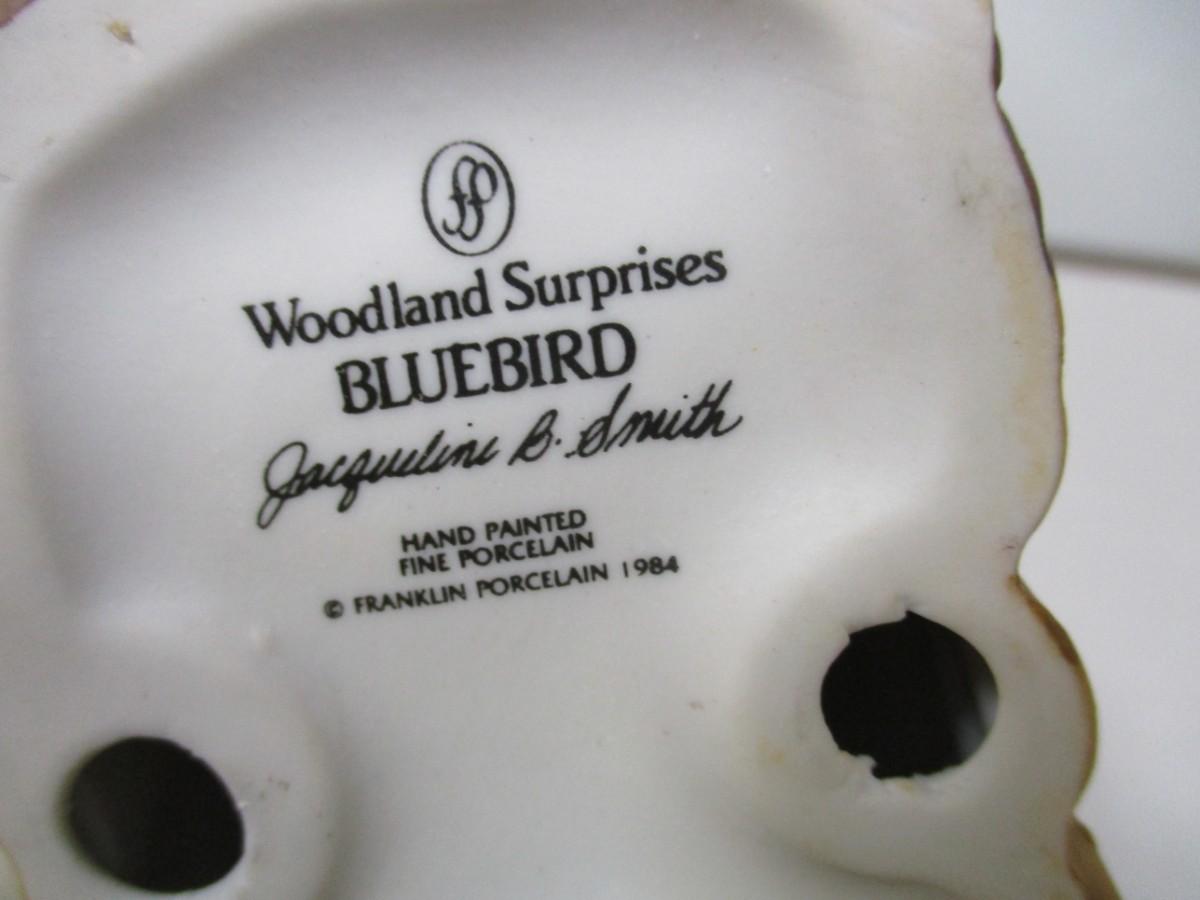 fp
Woodland Surprises
BLUEBIRD
Jacqueline B. Smith
HAND PAINTED
FINE PORCELAIN
© FRANKLIN PORCELAIN 1984